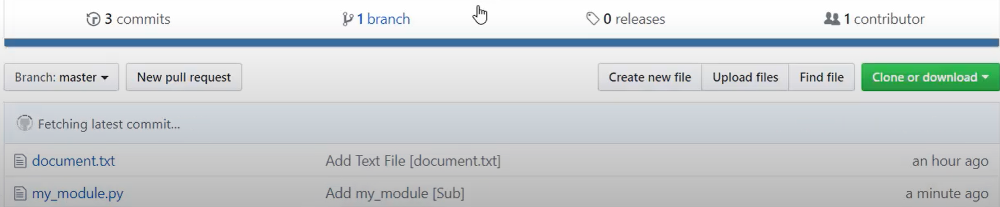 3 commits 1 branch 0 releases 1 contributor
Branch: master New pull request Create new file Upload files Find file Clone or download
Fetching latest commit...
document.txt Add Text File [document.txt] an hour ago
my_module.py Add my_module [Sub] a minute ago